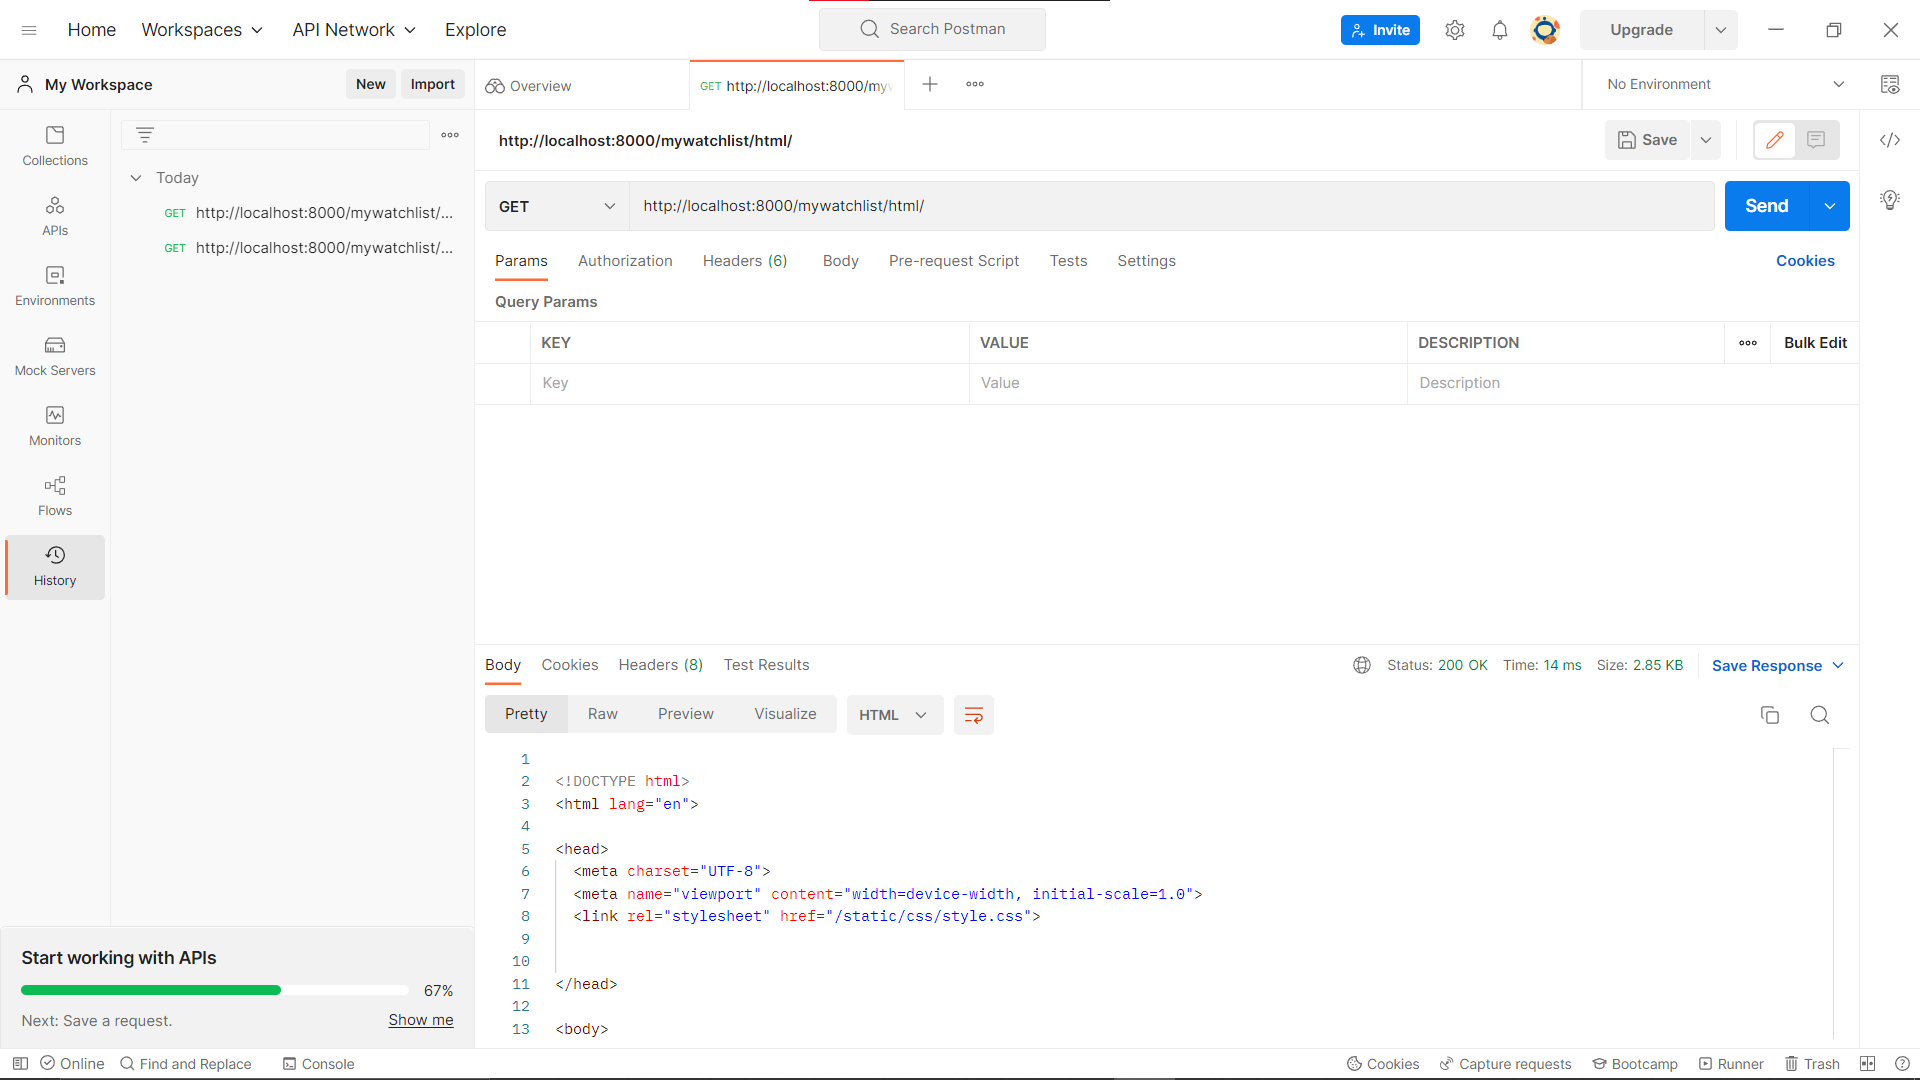 Home Workspaces API Network Explore Search Postman Invite Upgrade
My Workspace New Import Overview GET http://localhost:8000/my No Environment
http://localhost:8000/mywatchlist/html/ Save
Collections
APIs
Environments
Mock Servers
Monitors
Flows
History
Today
GET http://localhost:8000/mywatchlist/...
GET http://localhost:8000/mywatchlist/...
GET http://localhost:8000/mywatchlist/html/ Send
Params Authorization Headers (6) Body Pre-request Script Tests Settings Cookies
Query Params
KEY VALUE DESCRIPTION Bulk Edit
Key Value Description
Body Cookies Headers (8) Test Results Status: 200 OK Time: 14 ms Size: 2.85 KB Save Response
Pretty Raw Preview Visualize HTML
1
2 <!DOCTYPE html>
3 <html lang="en">
4
5 <head>
6 <meta charset="UTF-8">
7 <meta name="viewport" content="width=device-width, initial-scale=1.0">
8 <link rel="stylesheet" href="/static/css/style.css">
9
10
11 </head>
12
13 <body>
Start working with APIs
67%
Next: Save a request. Show me
Online Find and Replace Console Cookies Capture requests Bootcamp Runner Trash